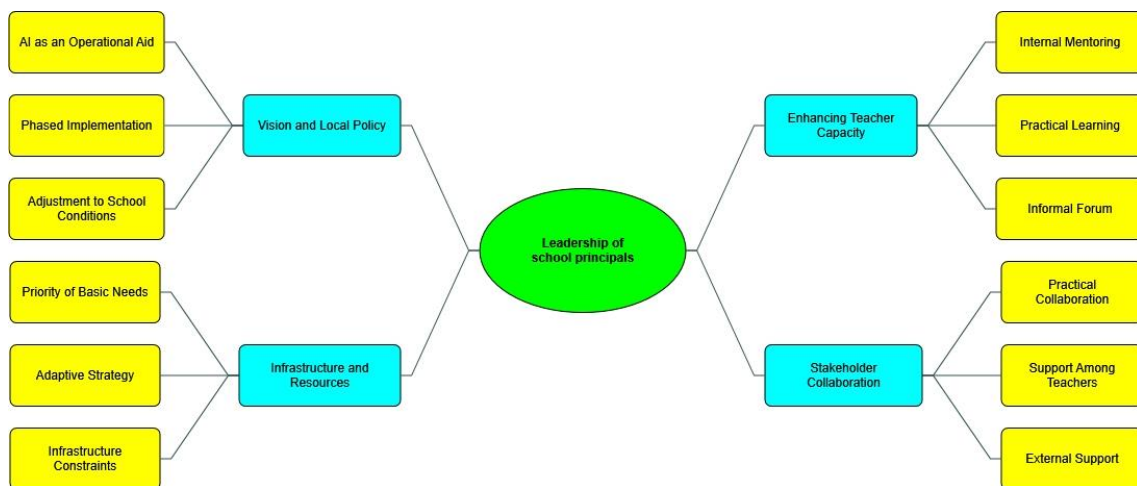 AI as an Operational Aid
Phased Implementation
Adjustment to School
Conditions
Vision and Local Policy
Priority of Basic Needs
Adaptive Strategy
Infrastructure
Constraints
Infrastructure and
Resources
Leadership of
school principals
Enhancing Teacher
Capacity
Internal Mentoring
Practical Learning
Informal Forum
Stakeholder
Collaboration
Practical
Collaboration
Support Among
Teachers
External Support